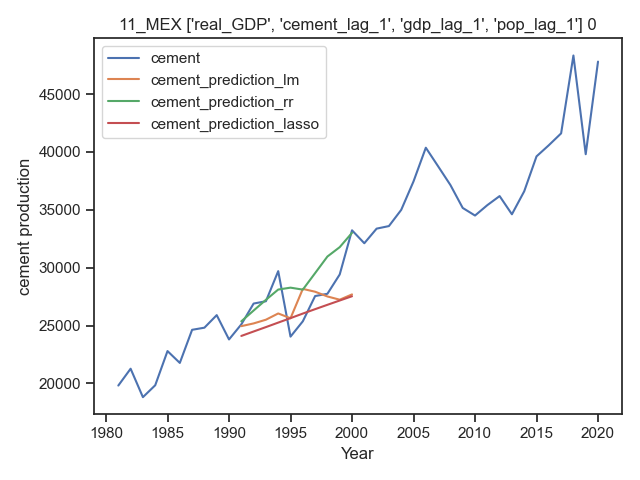 11_MEX ['real_GDP', 'cement_lag_1', 'gdp_lag_1', 'pop_lag_1'] 0
cement
cement_prediction_lm
cement_prediction_rr
cement_prediction_lasso
cement production
45000
40000
35000
30000
25000
20000
1980 1985 1990 1995 2000 2005 2010 2015 2020
Year